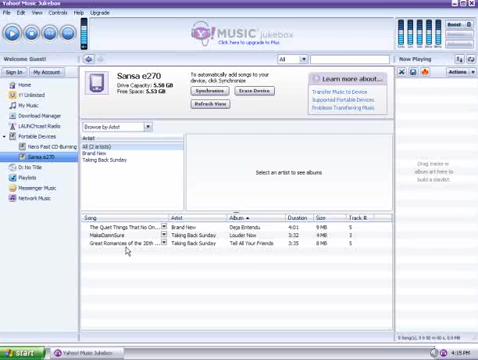 Yahoo! Music Jukebox
File Edit View Controls Help Upgrade
Y! MUSIC jukebox
Click here to upgrade to Plus
Boost
Welcome Guest!
All
Now Playing
Sign In My Account
Actions
Home
Y! Unlimited
My Music
Download Manager
LAUNCHcast Radio
Portable Devices
Nero Fast CD-Burning
Sansa e270
D: No Title
Playlists
Messenger Music
Network Music
Sansa e270
Drive Capacity: 5.58 GB
Free Space: 5.53 GB
To automatically add songs to your
device, click Synchronize
Synchronize Erase Device
Refresh View
Learn more about...
Transfer Music to Device
Supported Portable Devices
Problems Transferring Music
Browse by Artist
Artist
All (2 artists)
Brand New
Taking Back Sunday
Select an artist to see albums
Song Artist Album Duration Size Track #
The Quiet Things That No On... Brand New Deja Entendu 4:01 9 MB 5
MakeDamnSure Taking Back Sunday Louder Now 3:32 4 MB 3
Great Romances of the 20th ... Taking Back Sunday Tell All Your Friends 3:35 8 MB 5
Drag tracks or
album art here to
build a playlist.
start Yahoo! Music Jukebox 4:15 PM